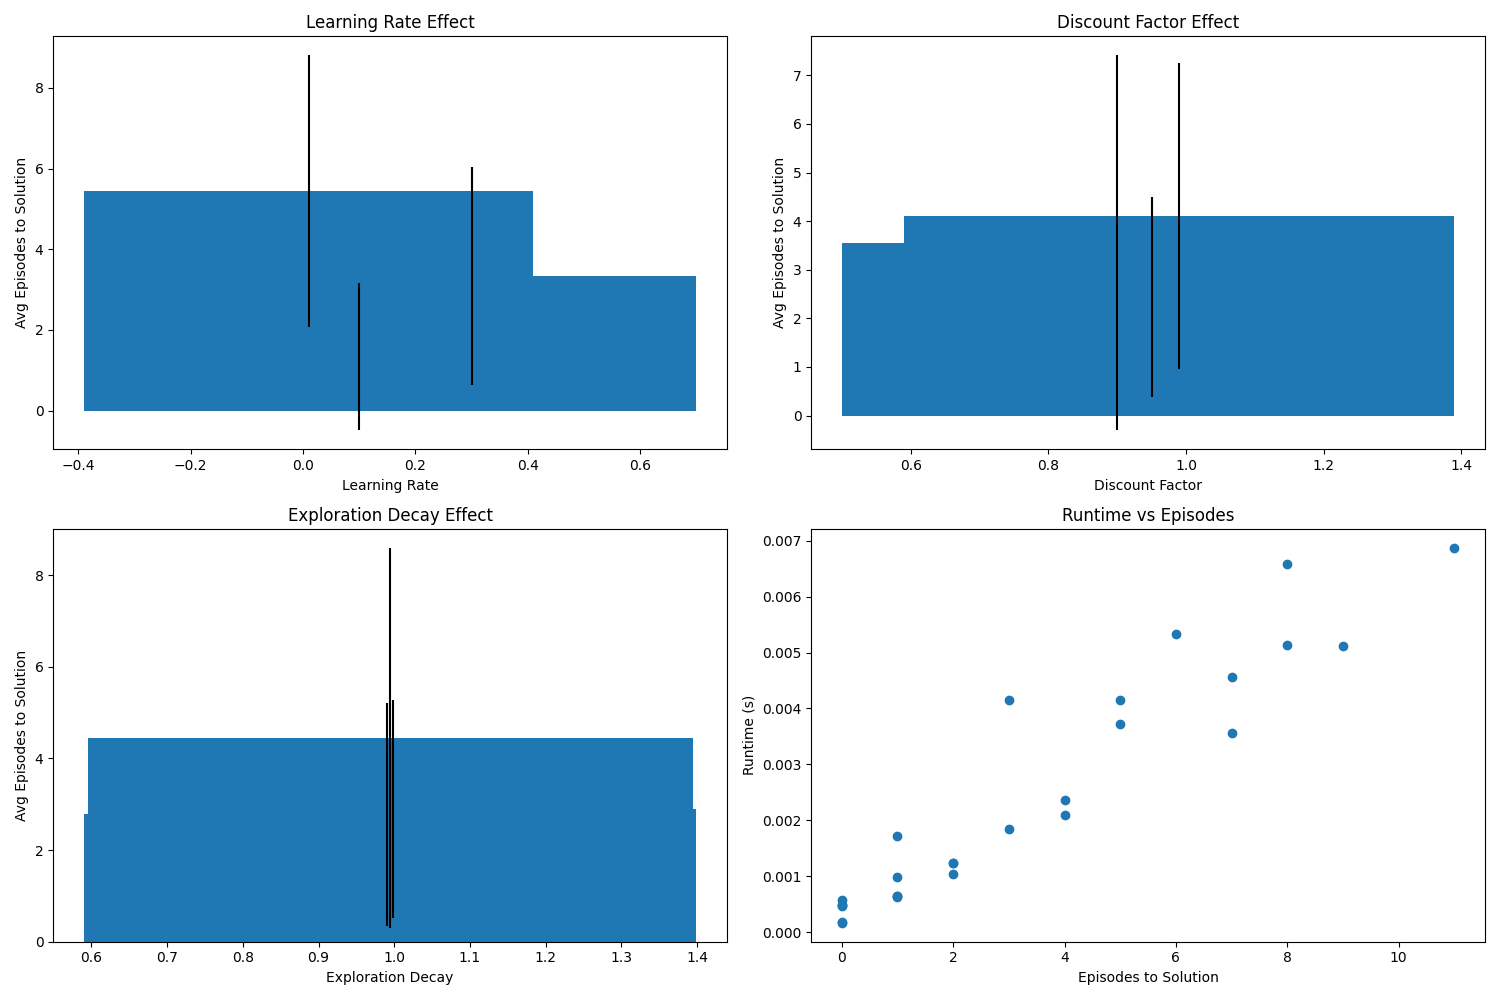 Learning Rate Effect
Avg Episodes to Solution
8
6
4
2
0
−0.4 −0.2 0.0 0.2 0.4 0.6
Learning Rate
Discount Factor Effect
Avg Episodes to Solution
7
6
5
4
3
2
1
0
0.6 0.8 1.0 1.2 1.4
Discount Factor
Exploration Decay Effect
Avg Episodes to Solution
8
6
4
2
0
0.6 0.7 0.8 0.9 1.0 1.1 1.2 1.3 1.4
Exploration Decay
Runtime vs Episodes
Runtime (s)
0.007
0.006
0.005
0.004
0.003
0.002
0.001
0.000
0 2 4 6 8 10
Episodes to Solution